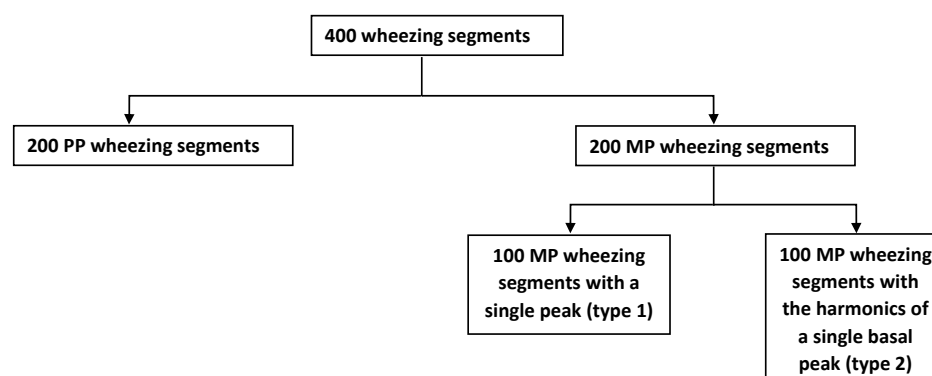 400 wheezing segments
200 PP wheezing segments
200 MP wheezing segments
100 MP wheezing
segments with a
single peak (type 1)
100 MP wheezing
segments with
the harmonics of
a single basal
peak (type 2)